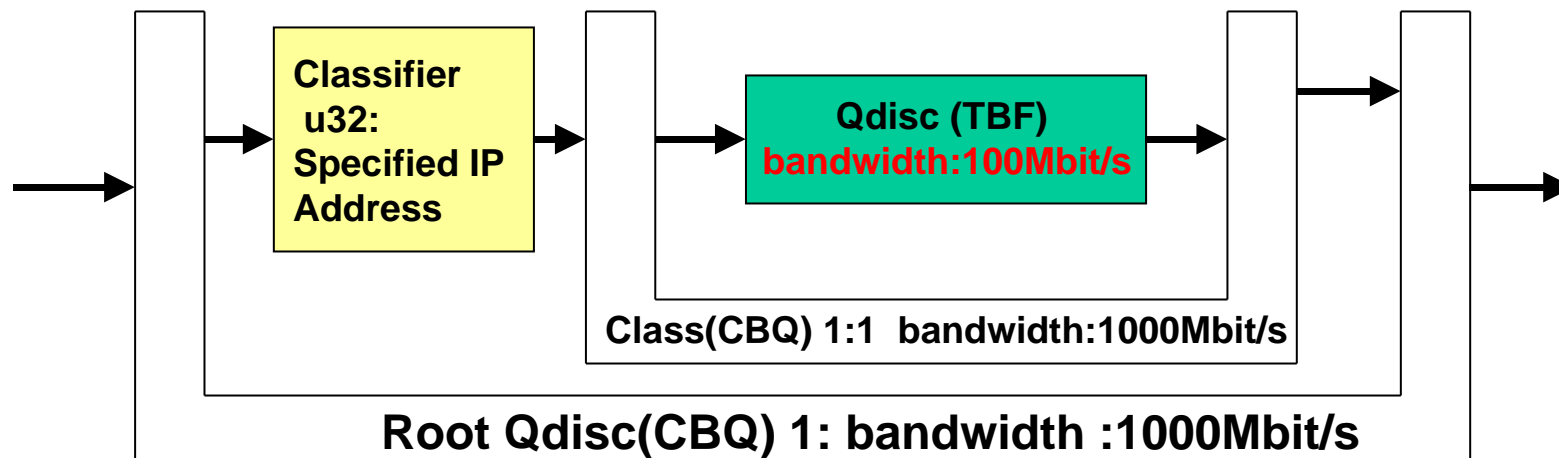 Classifier
u32:
Specified IP
Address
Qdisc (TBF)
bandwidth:100Mbit/s
Class(CBQ) 1:1  bandwidth:1000Mbit/s
Root Qdisc(CBQ) 1: bandwidth :1000Mbit/s